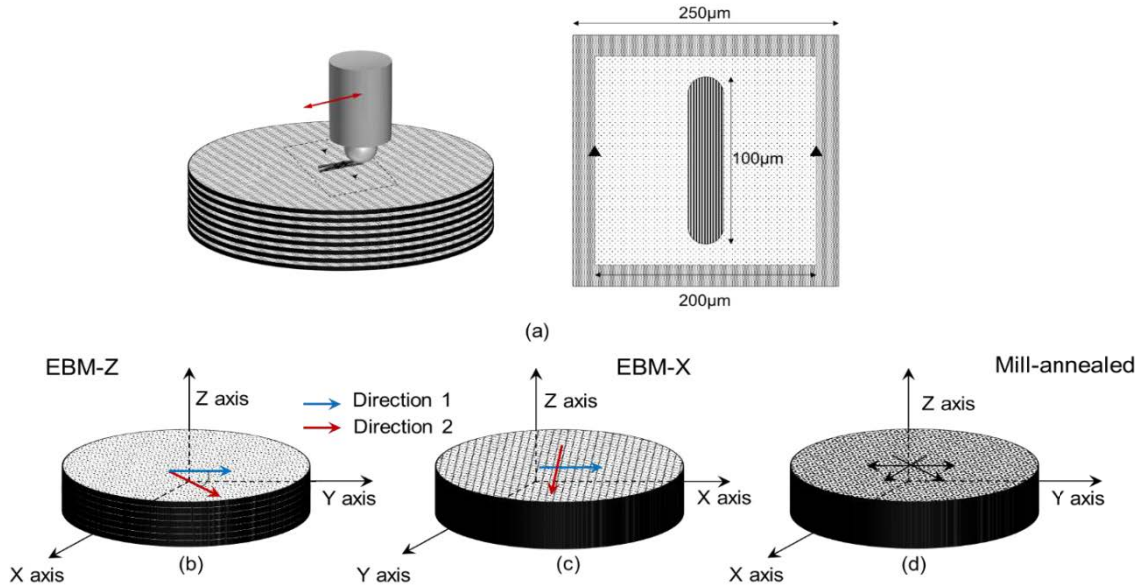 250µm
100µm
200µm
(a)
EBM-Z
Z axis
Y axis
X axis
(b)
Direction 1
Direction 2
EBM-X
Z axis
X axis
Y axis
(c)
Mill-annealed
Z axis
Y axis
X axis
(d)